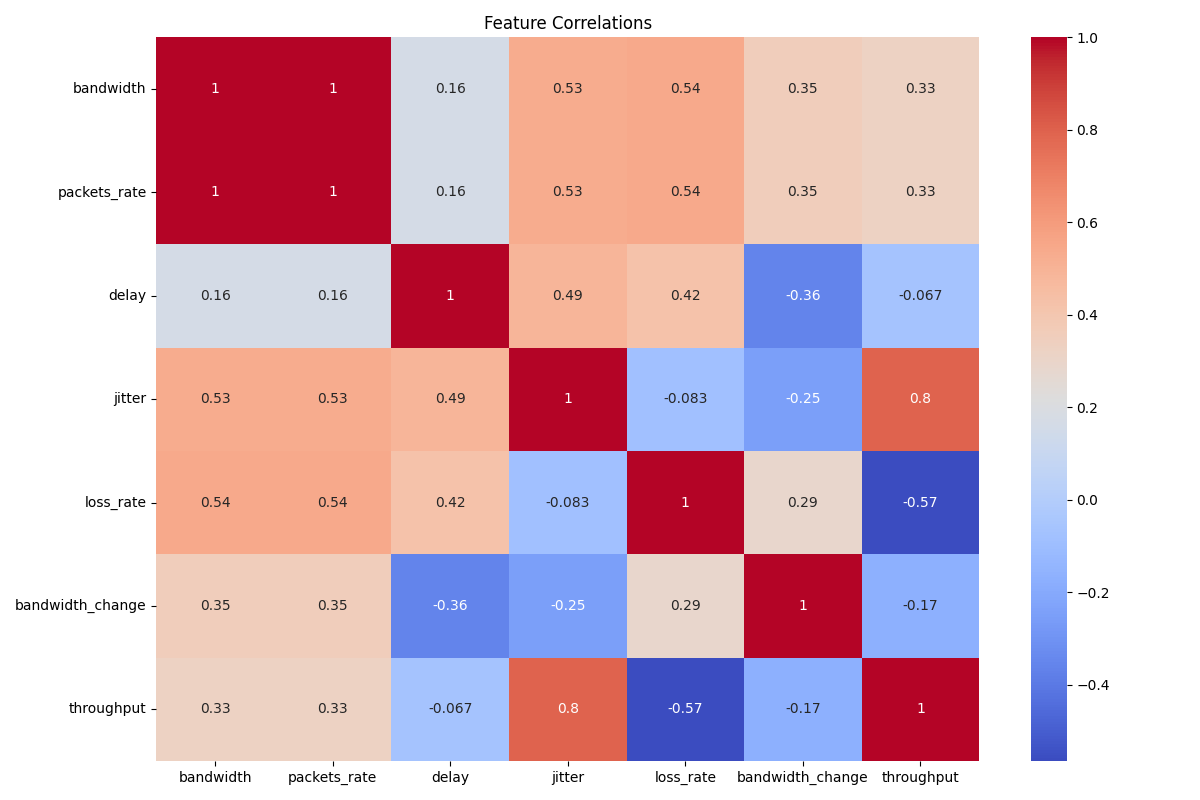 Feature Correlations
bandwidth 1 1 0.16 0.53 0.54 0.35 0.33
packets_rate 1 1 0.16 0.53 0.54 0.35 0.33
delay 0.16 0.16 1 0.49 0.42 -0.36 -0.067
jitter 0.53 0.53 0.49 1 -0.083 -0.25 0.8
loss_rate 0.54 0.54 0.42 -0.083 1 0.29 -0.57
bandwidth_change 0.35 0.35 -0.36 -0.25 0.29 1 -0.17
throughput 0.33 0.33 -0.067 0.8 -0.57 -0.17 1
bandwidth packets_rate delay jitter loss_rate bandwidth_change throughput
1.0
0.8
0.6
0.4
0.2
0.0
−0.2
−0.4